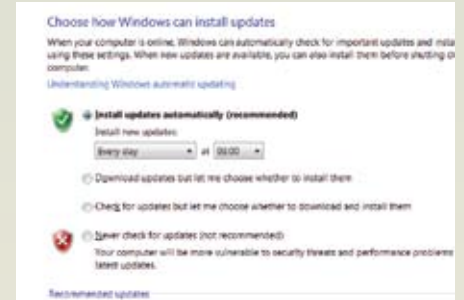 Choose how Windows can install updates
When your computer is online, Windows can automatically check for important updates and
using these settings. When new updates are available, you can also install them before shutting
computer.
Understanding Windows automatic updating
Install updates automatically (recommended)
Install new updates:
Every day at 00:00
Download updates but let me choose whether to install them
Check for updates but let me choose whether to download and install them
Never check for updates (not recommended)
Your computer will be more vulnerable to security threats and performance problems
latest updates.
Recommended updates